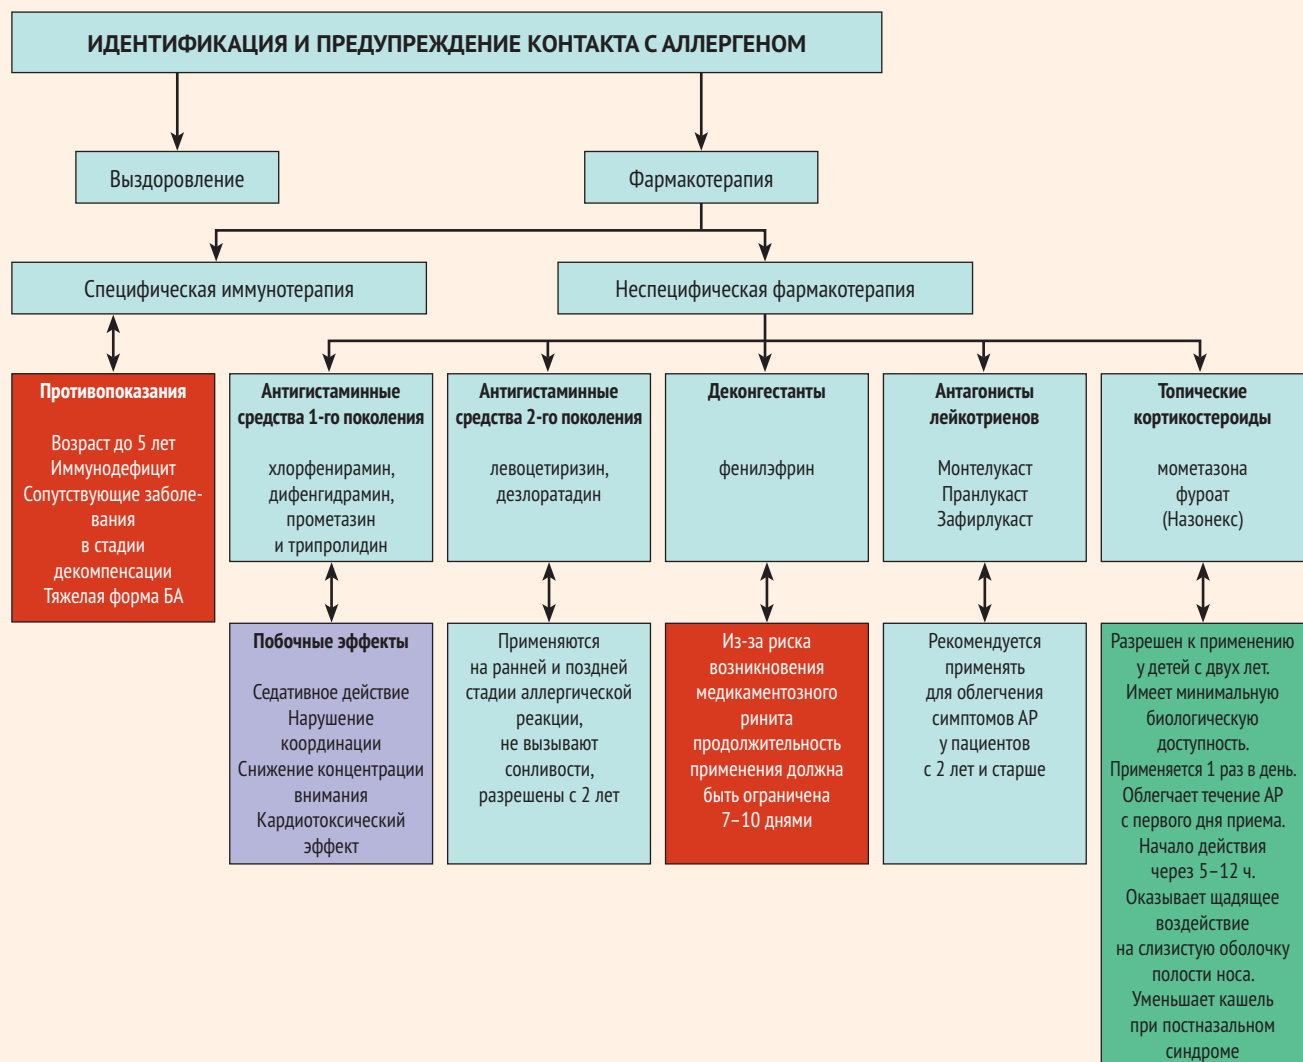 ИДЕНТИФИКАЦИЯ И ПРЕДУПРЕЖДЕНИЕ КОНТАКТА С АЛЛЕРГЕНОМ
Выздоровление
Фармакотерапия
Специфическая иммунотерапия
Неспецифическая фармакотерапия
Противопоказания
Возраст до 5 лет
Иммунодефицит
Сопутствующие заболе-
вания
в стадии
декомпенсации
Тяжелая форма БА
Антигистаминные
средства 1-го поколения
хлорфенирамин,
дифенгидрамин,
прометазин
и трипролидин
Антигистаминные
средства 2-го поколения
левоцетиризин,
дезлоратадин
Деконгестанты
фенилэфрин
Антагонисты
лейкотриенов
Монтелукаст
Пранлукаст
Зафирлукаст
Топические
кортикостероиды
мометазона
фуроат
(Назонекс)
Побочные эффекты
Седативное действие
Нарушение
координации
Снижение концентрации
внимания
Кардиотоксический
эффект
Применяются
на ранней и поздней
стадии аллергической
реакции,
не вызывают
сонливости,
разрешены с 2 лет
Из-за риска
возникновения
медикаментозного
ринита
продолжительность
применения должна
быть ограничена
7–10 днями
Рекомендуется
применять
для облегчения
симптомов АР
у пациентов
с 2 лет и старше
Разрешен к применению
у детей с двух лет.
Имеет минимальную
биологическую
доступность.
Применяется 1 раз в день.
Облегчает течение АР
с первого дня приема.
Начало действия
через 5–12 ч.
Оказывает щадящее
воздействие
на слизистую оболочку
полости носа.
Уменьшает кашель
при постназальном
синдроме